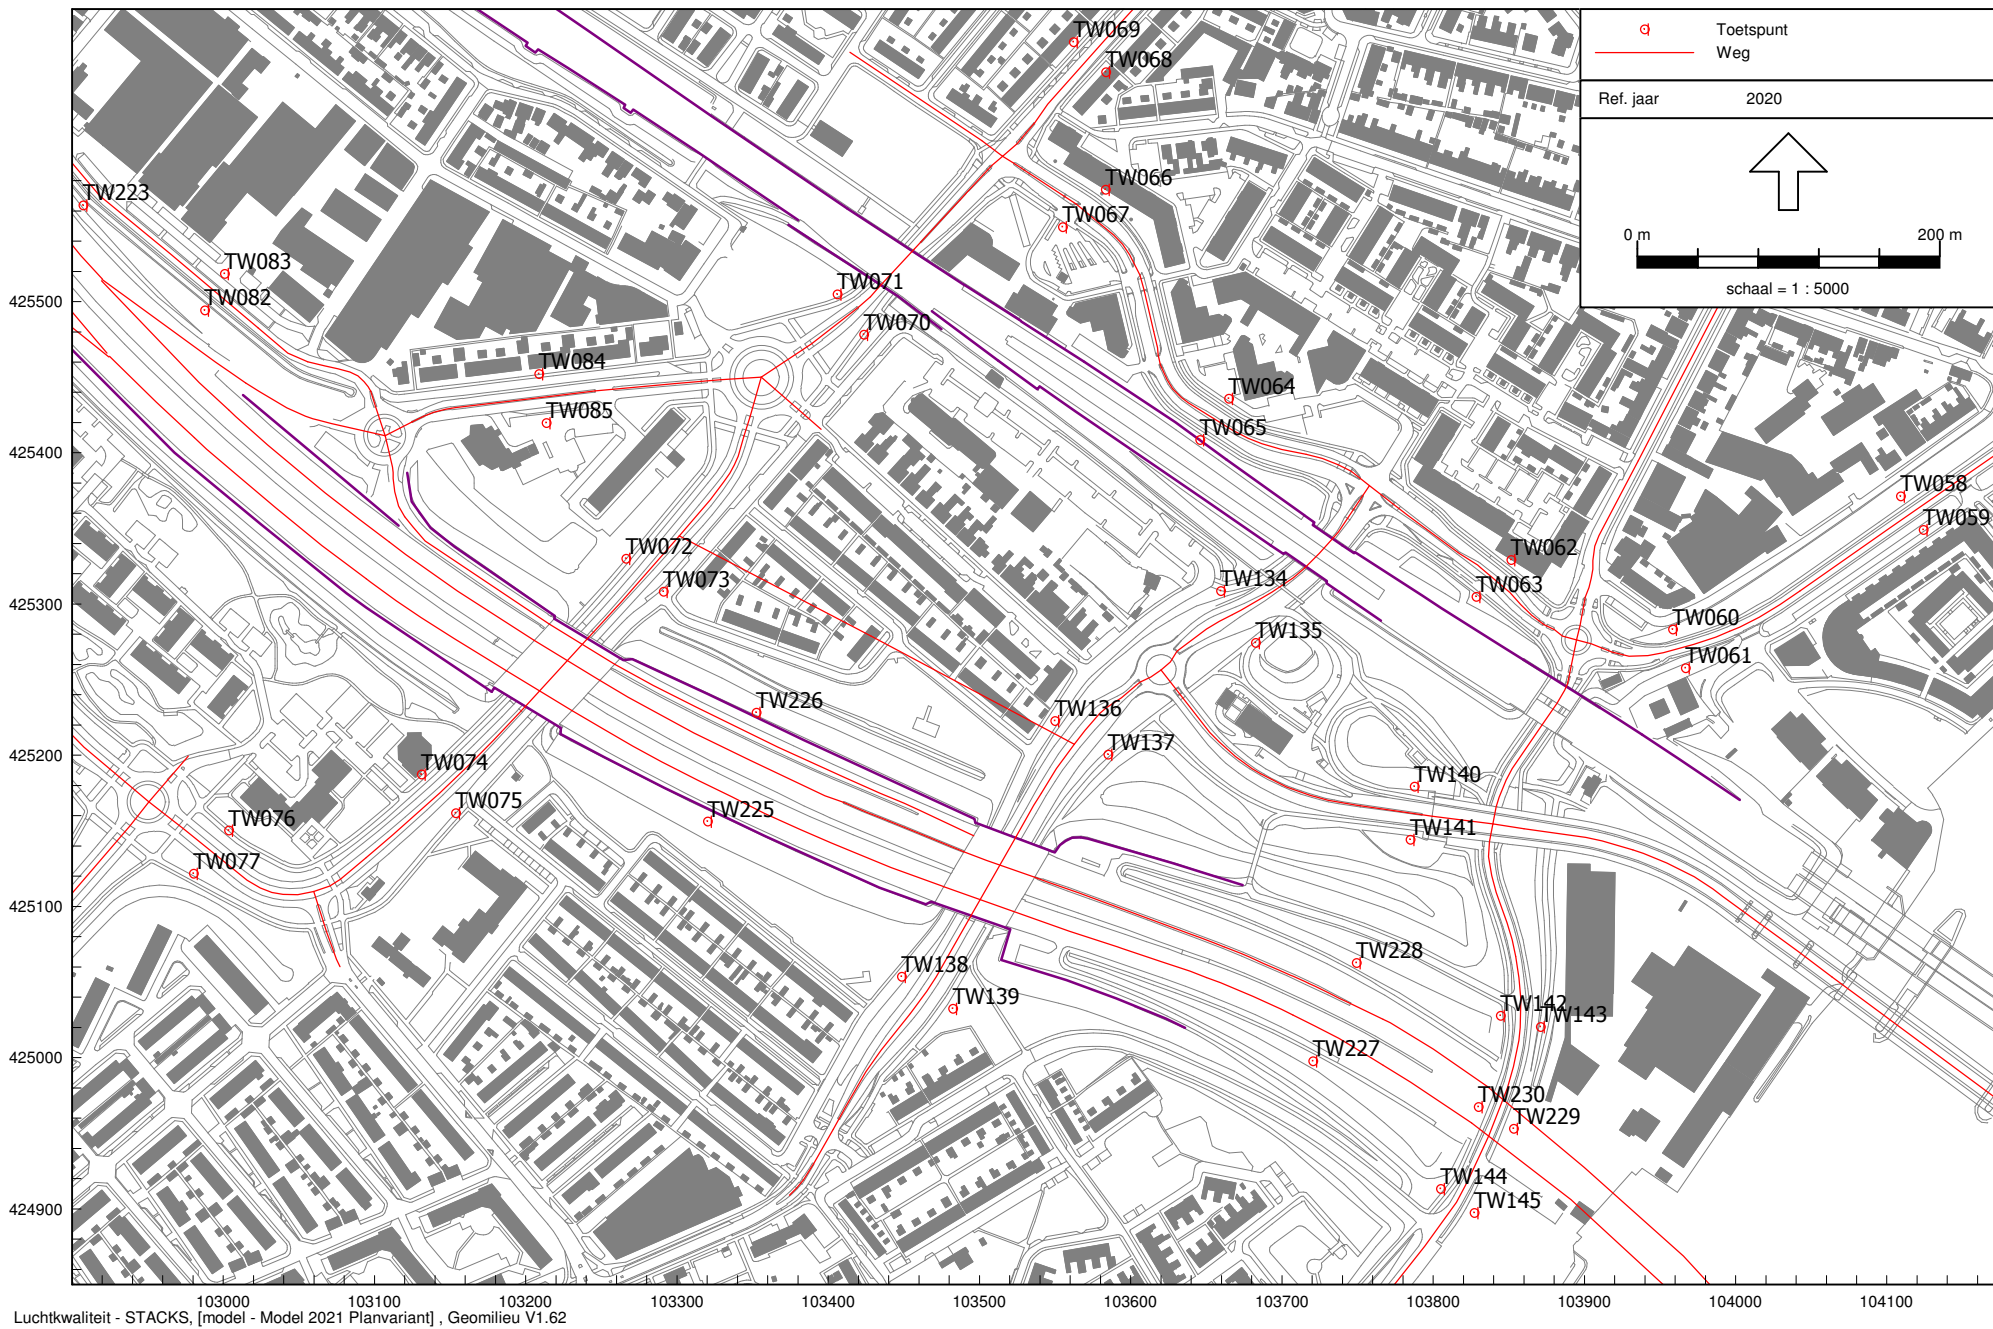 TW069
TW068
TW066
TW067
TW223
TW083
TW082
TW071
TW070
TW084
TW085
TW064
TW065
TW058
TW059
TW062
TW063
TW072
TW073
TW134
TW135
TW060
TW061
TW226
TW136
TW137
TW074
TW075
TW076
TW077
TW225
TW140
TW141
TW138
TW139
TW228
TW142
TW143
TW227
TW230
TW229
TW144
TW145
Toetspunt
Weg
Ref. jaar 2020
0 m 200 m
schaal = 1 : 5000
425500
425400
425300
425200
425100
425000
424900
103000 103100 103200 103300 103400 103500 103600 103700 103800 103900 104000 104100
Luchtkwaliteit - STACKS, [model - Model 2021 Planvariant] , Geomilieu V1.62